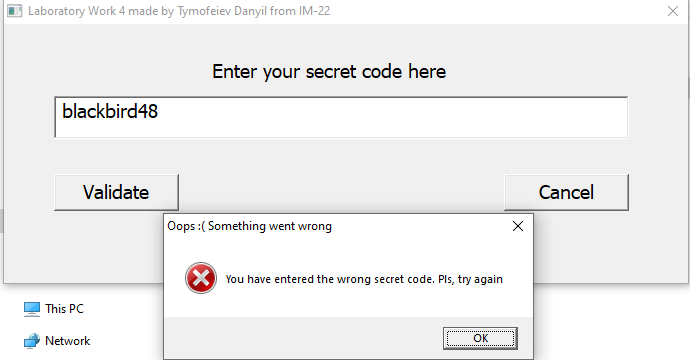 Laboratory Work 4 made by Tymofeiev Danyil from IM-22
Enter your secret code here
blackbird48
Validate
Cancel
Oops :( Something went wrong
You have entered the wrong secret code. Pls, try again
OK
This PC
Network